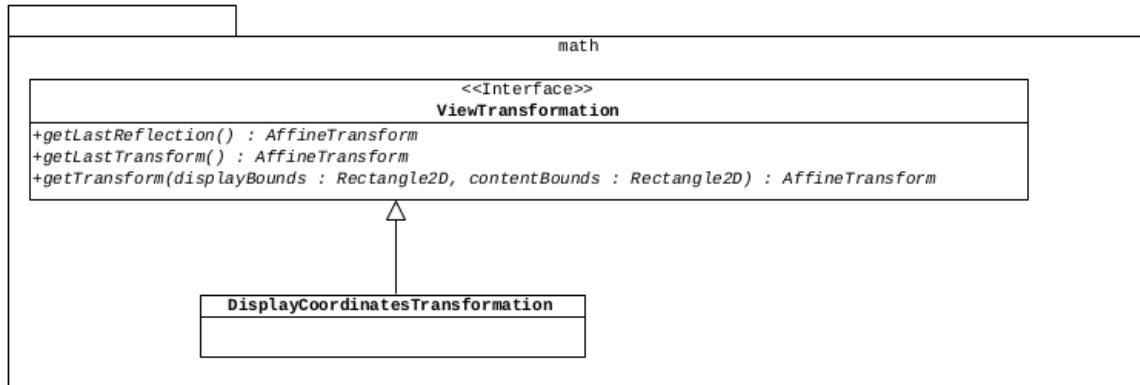 math
<<Interface>>
ViewTransformation
+getLastReflection() : AffineTransform
+getLastTransform() : AffineTransform
+getTransform(displayBounds : Rectangle2D, contentBounds : Rectangle2D) : AffineTransform
DisplayCoordinatesTransformation